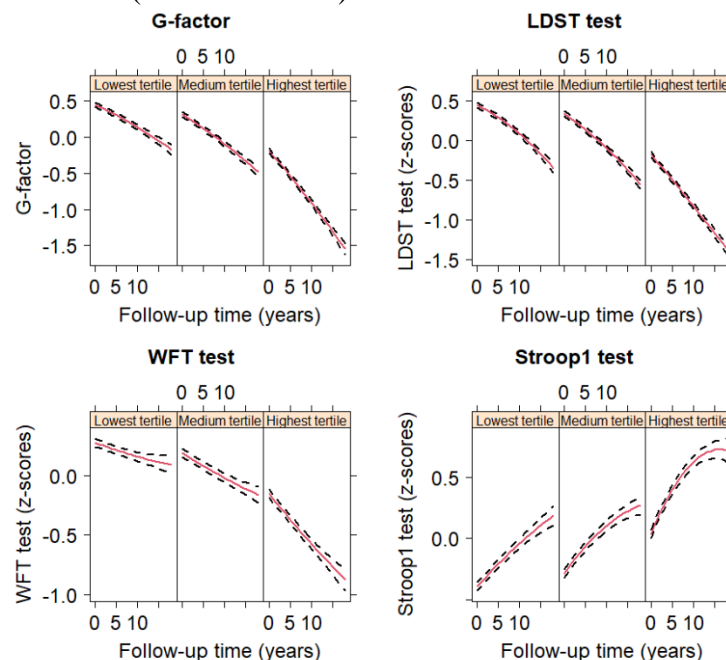 G-factor
0 5 10
Lowest tertile Medium tertile Highest tertile
G-factor
0.5
0.0
-0.5
-1.0
-1.5
0 5 10 0 5 10 0 5 10
Follow-up time (years)
LDST test
0 5 10
Lowest tertile Medium tertile Highest tertile
LDST test (z-scores)
0.5
0.0
-0.5
-1.0
-1.5
0 5 10 0 5 10
Follow-up time (years)
WFT test
0 5 10
Lowest tertile Medium tertile Highest tertile
WFT test (z-scores)
0.0
-0.5
-1.0
0 5 10 0 5 10
Follow-up time (years)
Stroop1 test
0 5 10
Lowest tertile Medium tertile Highest tertile
Stroop1 test (z-scores)
0.5
0.0
0 5 10 0 5 10
Follow-up time (years)